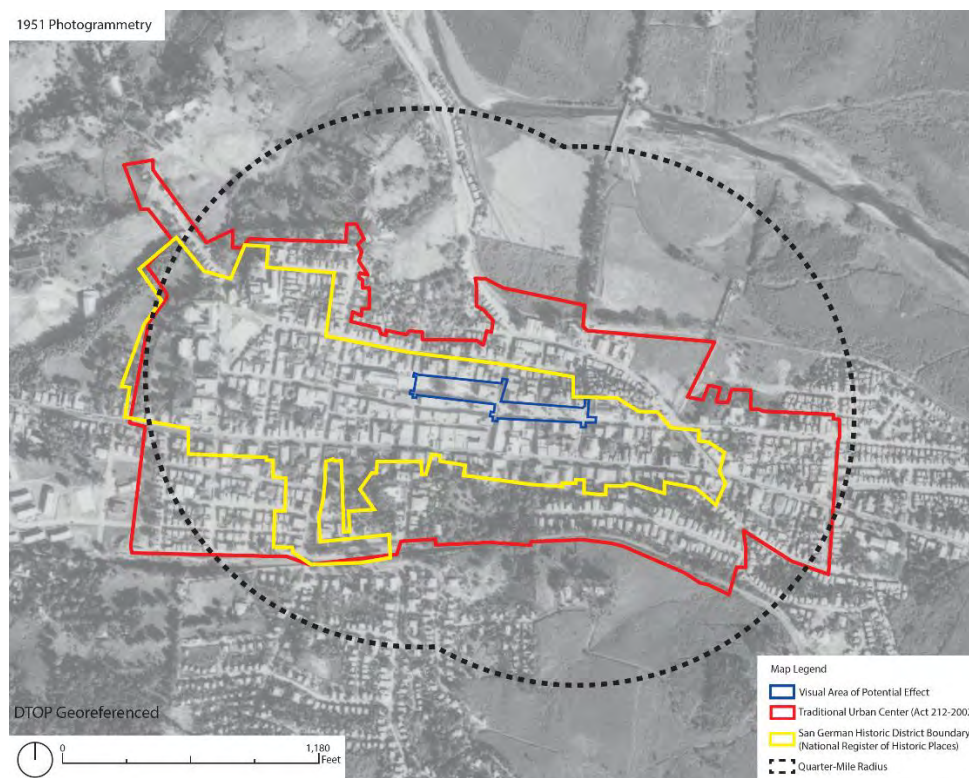 1951 Photogrammetry
DTOP Georeferenced
0
1,180
Feet
Map Legend
Visual Area of Potential Effect
Traditional Urban Center (Act 212-2002
San German Historic District Boundary
(National Register of Historic Places)
Quarter-Mile Radius